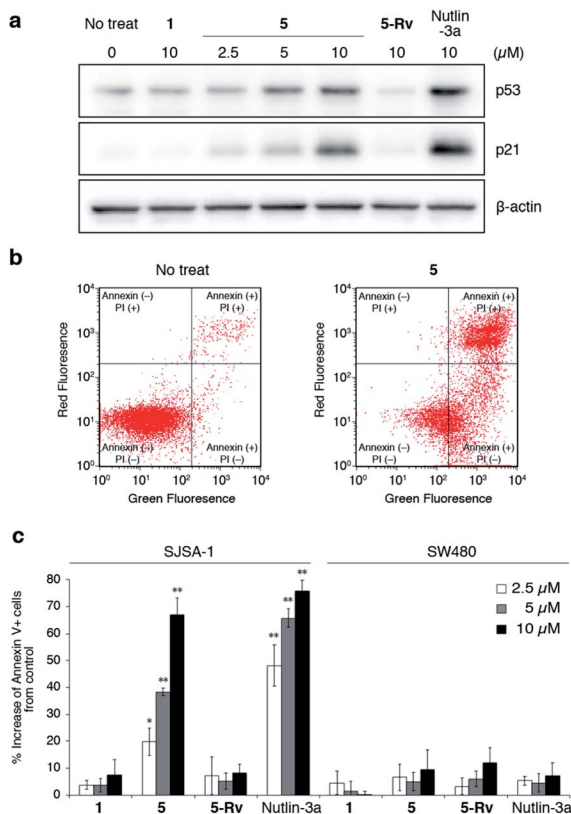 a
No treat 1 5 5-Rv Nutlin
-3a
0 10 2.5 5 10 10 10 (μM)
p53
p21
β-actin
b
No treat 5
10⁴ Annexin (–) Annexin (+) 10⁴ Annexin (–) Annexin (+)
PI (+) PI (+) PI (+) PI (+)
10³ 10³
Red Fluoresence Red Fluoresence
10² 10²
10¹ 10¹
Annexin (–) Annexin (+) Annexin (–) Annexin (+)
PI (–) PI (–) PI (–) PI (–)
10⁰ 10⁰
10⁰ 10¹ 10² 10³ 10⁴ 10⁰ 10¹ 10² 10³ 10⁴
Green Fluoresence Green Fluoresence
c
SJSA-1 SW480
% Increase of Annexin V+ cells
from control
80
70
60
50
40
30
20
10
0
* ** ** ** ** **
2.5 μM
5 μM
10 μM
1 5 5-Rv Nutlin-3a 1 5 5-Rv Nutlin-3a